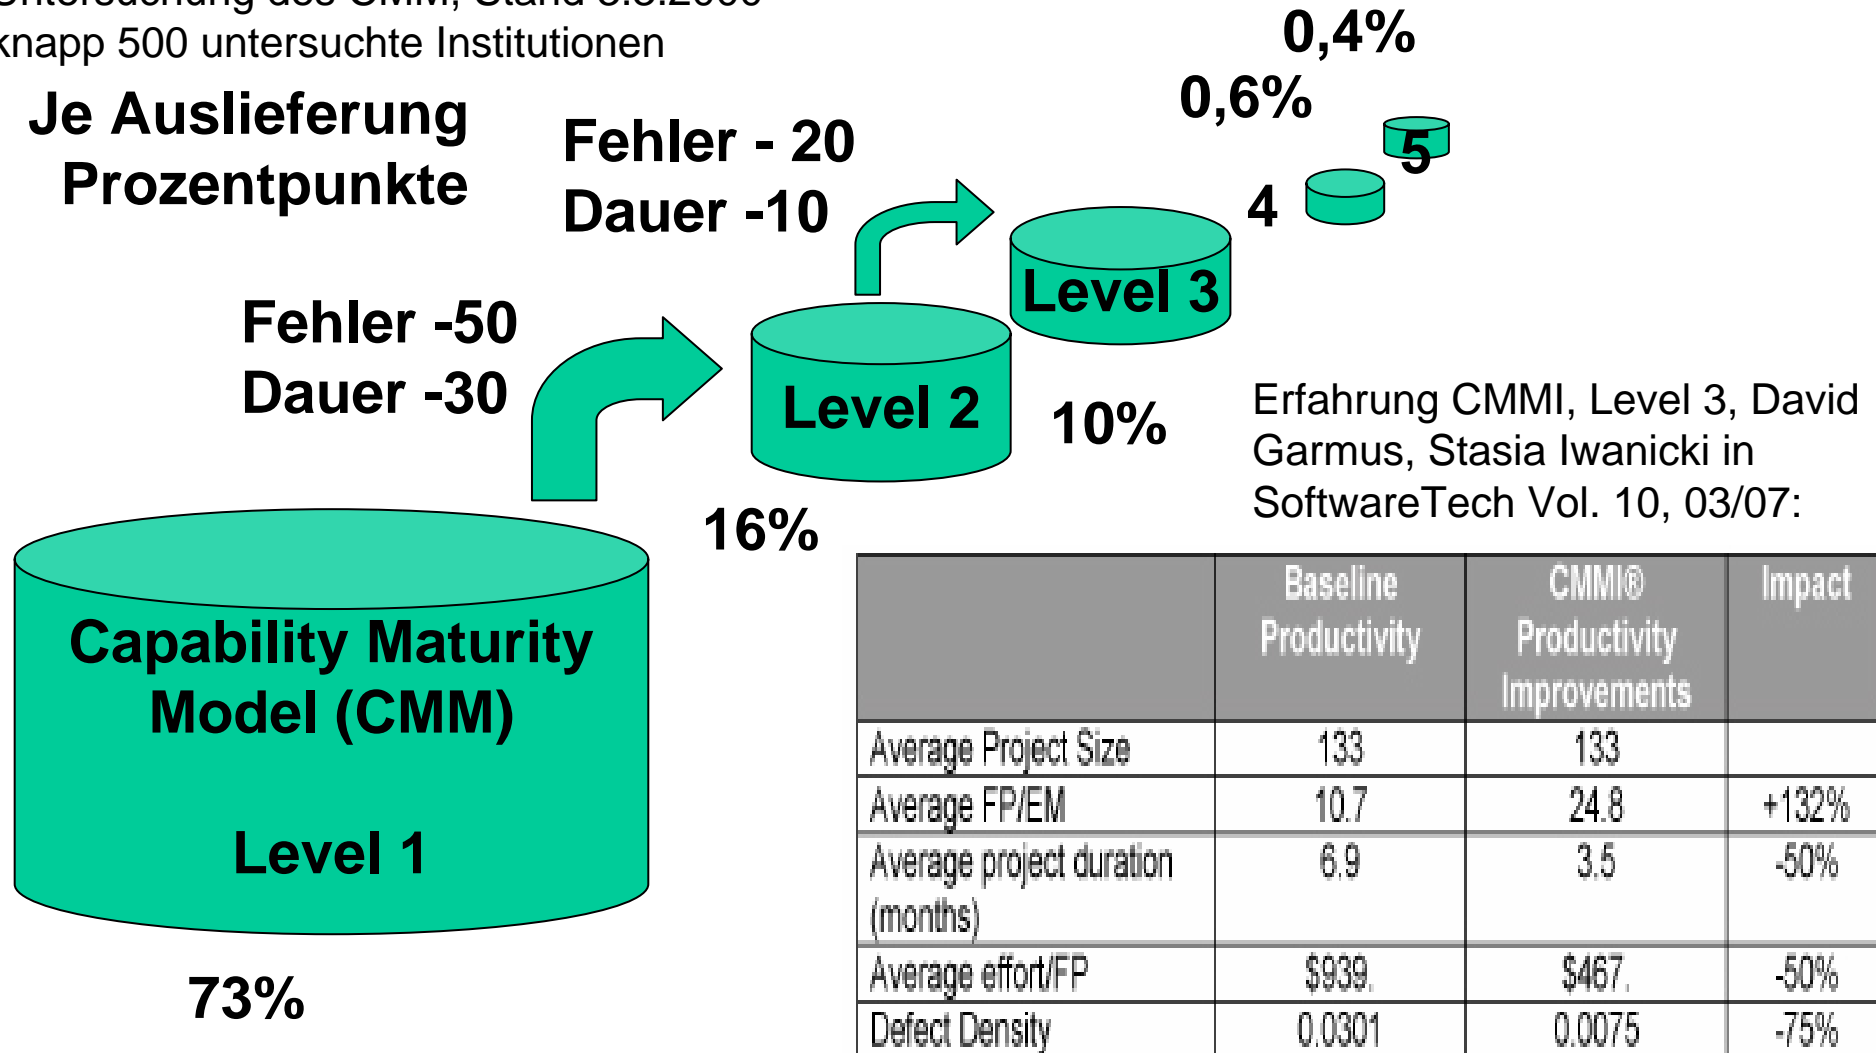 Untersuchung des CMM, Stand
knapp 500 untersuchte Institutionen
Je Auslieferung
Prozentpunkte
Fehler - 20
Dauer -10
0,4%
0,6%
5
4
Level 3
Fehler -50
Dauer -30
Level 2
10%
16%
Capability Maturity
Model (CMM)
Level 1
73%
Erfahrung CMMI, Level 3, David
Garmus, Stasia Iwanicki in
SoftwareTech Vol. 10, 03/07:
Baseline Productivity CMMI® Productivity Improvements Impact
Average Project Size 133 133
Average FP/EM 10.7 24.8 +132%
Average project duration (months) 6.9 3.5 -50%
Average effort/FP $939. $467. -50%
Defect Density 0.0301 0.0075 -75%